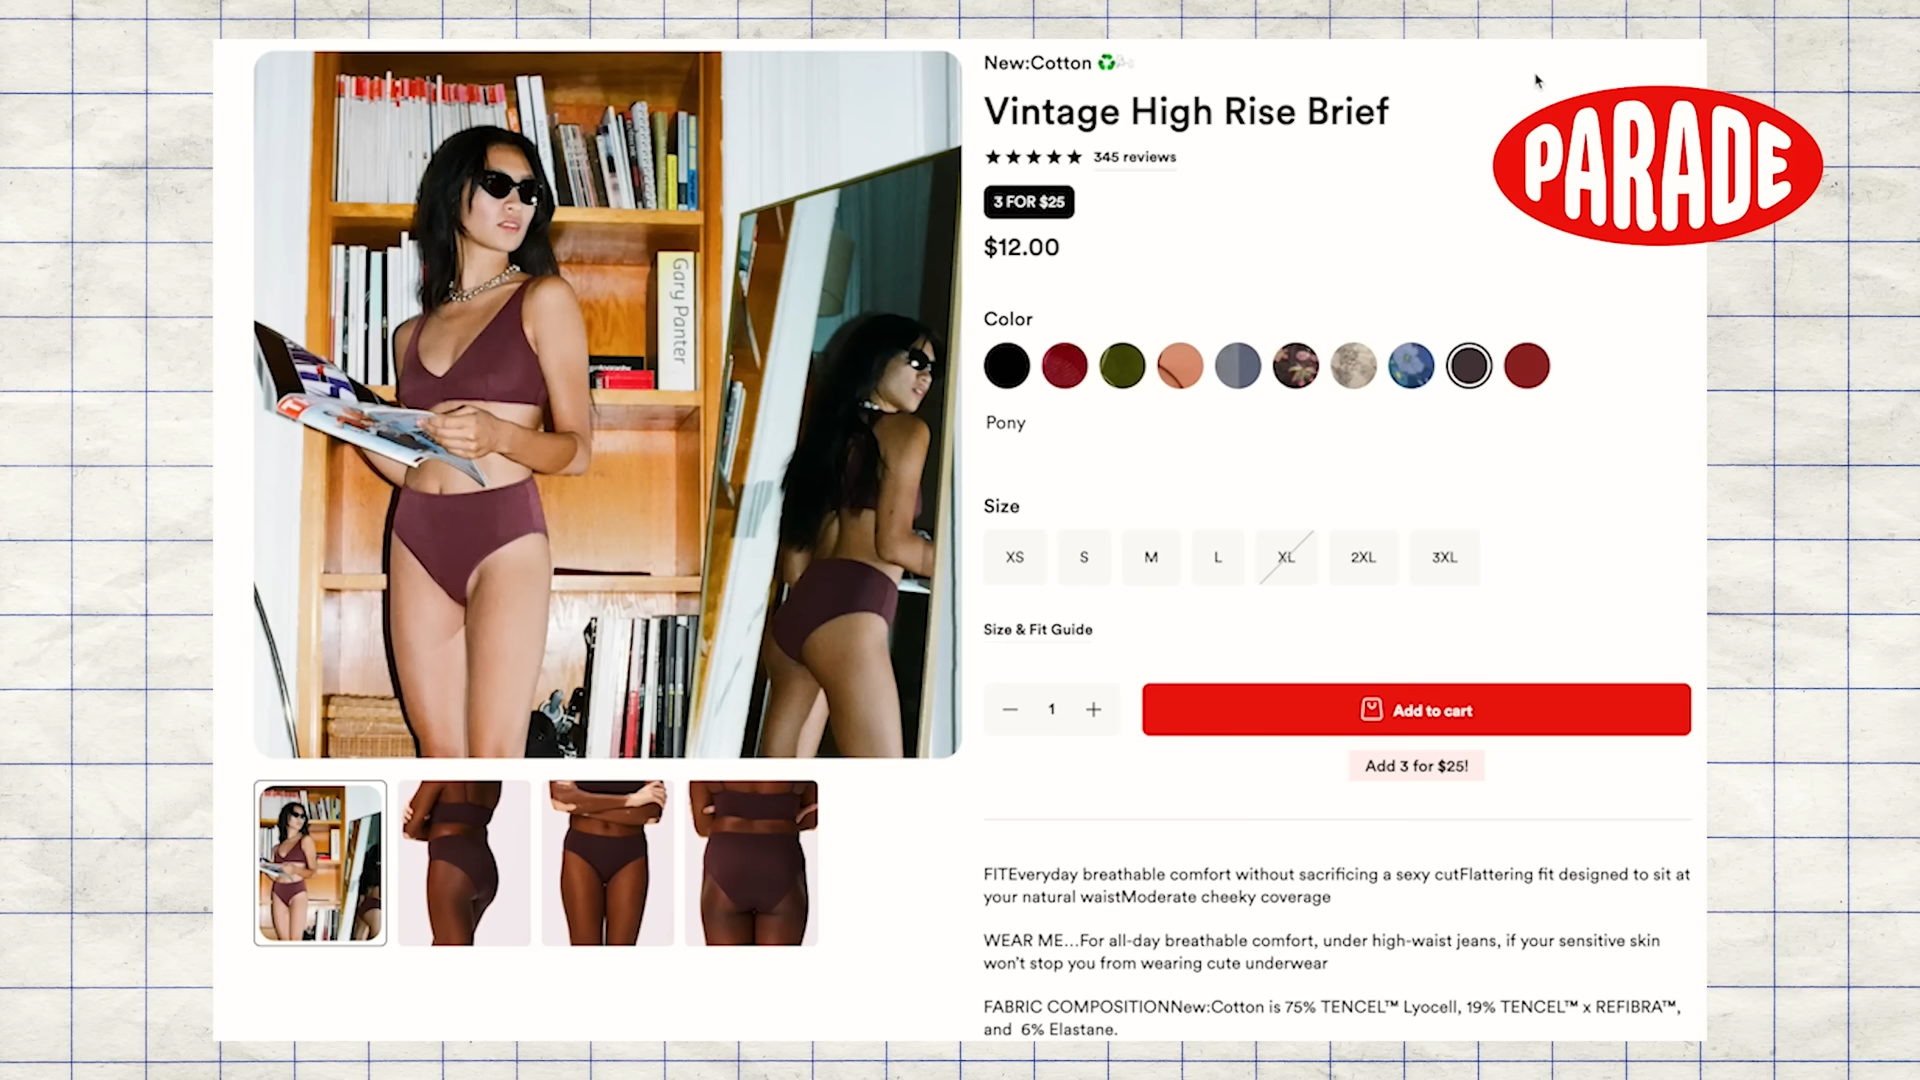 New:Cotton
Vintage High Rise Brief
345 reviews
3 FOR $25
$12.00
PARADE
Color
Pony
Size
XS S M L XL 2XL 3XL
Size & Fit Guide
1
Add to cart
Add 3 for $25!
FITEveryday breathable comfort without sacrificing a sexy cutFlattering fit designed to sit at
your natural waistModerate cheeky coverage
WEAR ME...For all-day breathable comfort, under high-waist jeans, if your sensitive skin
won't stop you from wearing cute underwear
FABRIC COMPOSITIONNew:Cotton is 75% TENCEL™ Lyocell, 19% TENCEL™ x REFIBRA™,
and 6% Elastane.
Gary Panter